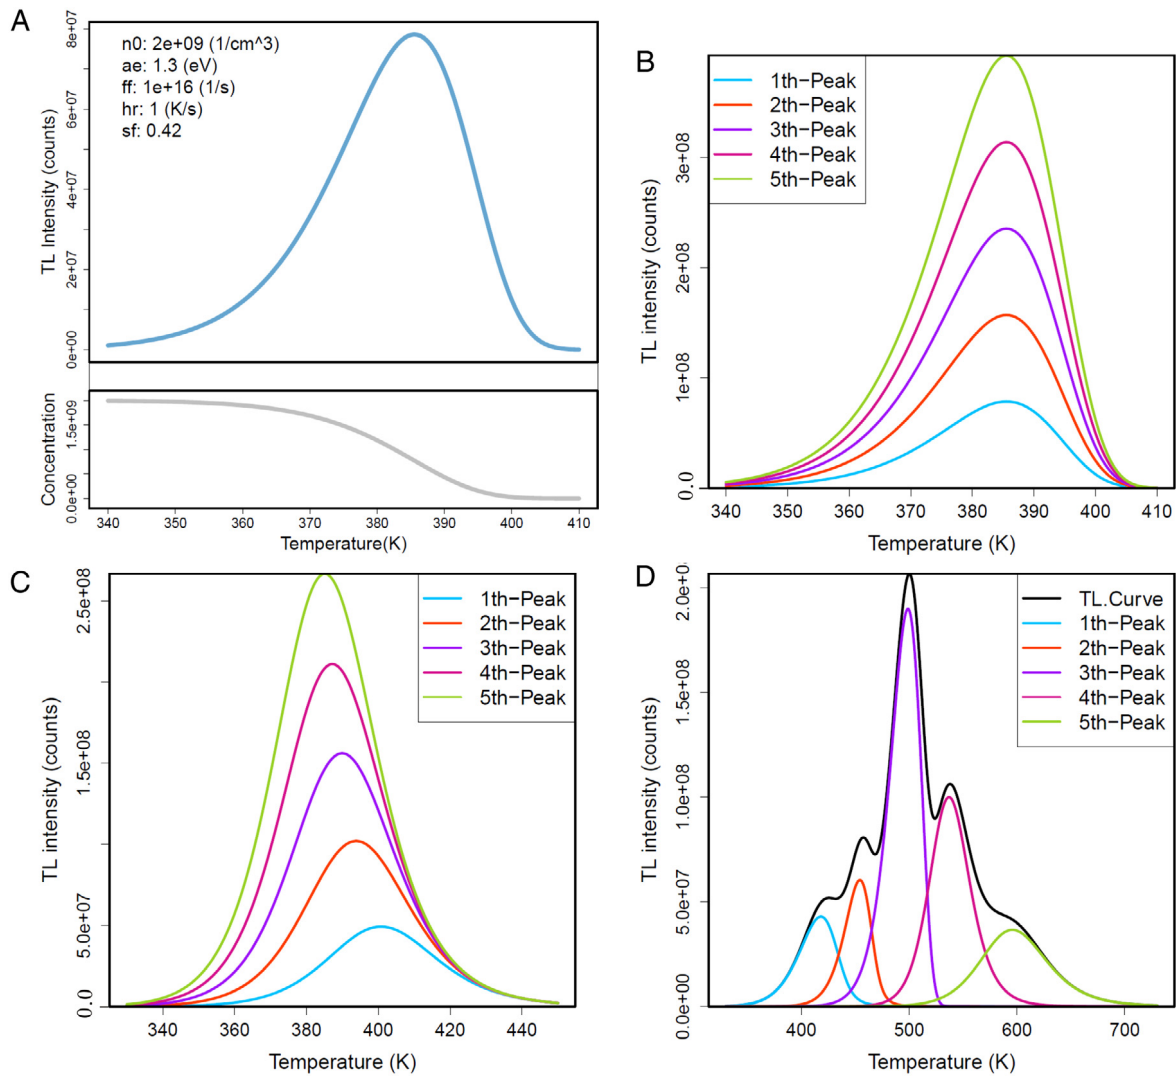 A
n0: 2e+09 (1/cm^3)
ae: 1.3 (eV)
ff: 1e+16 (1/s)
hr: 1 (K/s)
sf: 0.42
TL Intensity (counts)
8e+07
6e+07
4e+07
2e+07
0e+00
Concentration
1.5e+09
0.0e+00
340 350 360 370 380 390 400 410
Temperature(K)
B
1th-Peak
2th-Peak
3th-Peak
4th-Peak
5th-Peak
TL intensity (counts)
3e+08
2e+08
1e+08
0.
340 350 360 370 380 390 400 410
Temperature (K)
C
1th-Peak
2th-Peak
3th-Peak
4th-Peak
5th-Peak
TL intensity (counts)
2.5e+08
1.5e+08
5.0e+07
0.0
340 360 380 400 420 440
Temperature (K)
D
TL.Curve
1th-Peak
2th-Peak
3th-Peak
4th-Peak
5th-Peak
TL intensity (counts)
2.0e+0
1.5e+08
1.0e+08
5.0e+07
0.0e+00
400 500 600 700
Temperature (K)